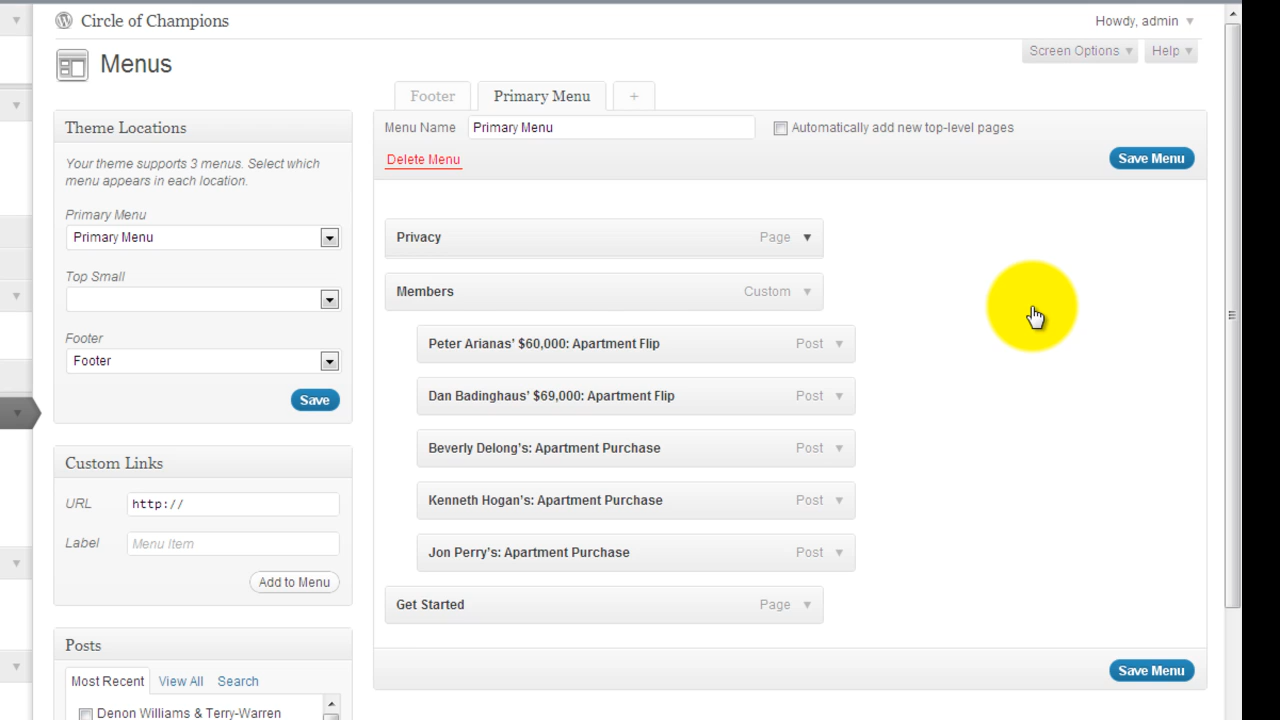 Circle of Champions
Howdy, admin
Screen Options
Help
Menus
Footer
Primary Menu
+
Theme Locations
Your theme supports 3 menus. Select which
menu appears in each location.
Primary Menu
Primary Menu
Top Small
Footer
Footer
Save
Custom Links
URL http://
Label Menu Item
Add to Menu
Posts
Most Recent View All Search
Denon Williams & Terry-Warren
Menu Name Primary Menu Automatically add new top-level pages
Delete Menu
Save Menu
Privacy Page
Members Custom
Peter Arianas' $60,000: Apartment Flip Post
Dan Badinghaus' $69,000: Apartment Flip Post
Beverly Delong's: Apartment Purchase Post
Kenneth Hogan's: Apartment Purchase Post
Jon Perry's: Apartment Purchase Post
Get Started Page
Save Menu